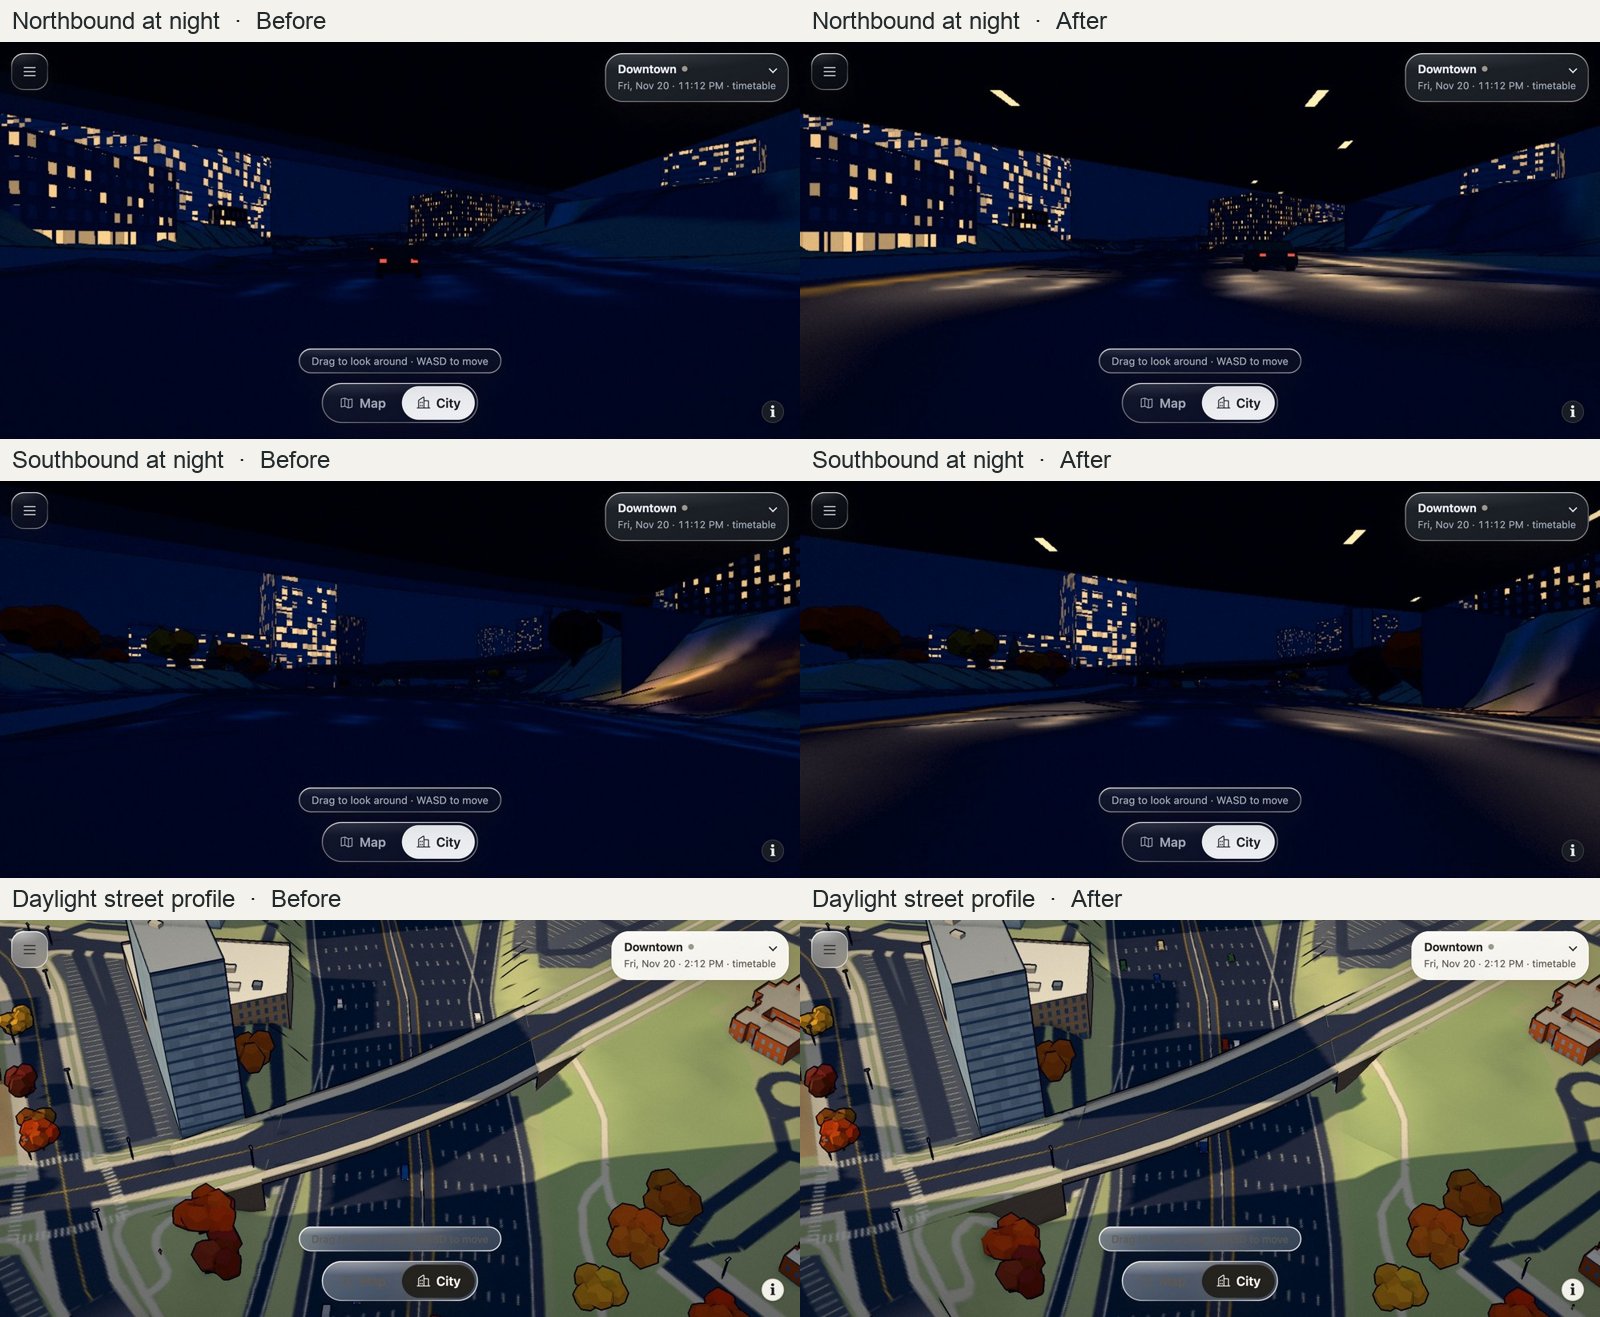 Northbound at night · Before
Northbound at night · After
Downtown
Fri, Nov 20 · 11:12 PM · timetable
Drag to look around · WASD to move
Map
City
Downtown
Fri, Nov 20 · 11:12 PM · timetable
Drag to look around · WASD to move
Map
City
Southbound at night · Before
Southbound at night · After
Downtown
Fri, Nov 20 · 11:12 PM · timetable
Drag to look around · WASD to move
Map
City
Downtown
Fri, Nov 20 · 11:12 PM · timetable
Drag to look around · WASD to move
Map
City
Daylight street profile · Before
Daylight street profile · After
Downtown
Fri, Nov 20 · 2:12 PM · timetable
City
Downtown
Fri, Nov 20 · 2:12 PM · timetable
City